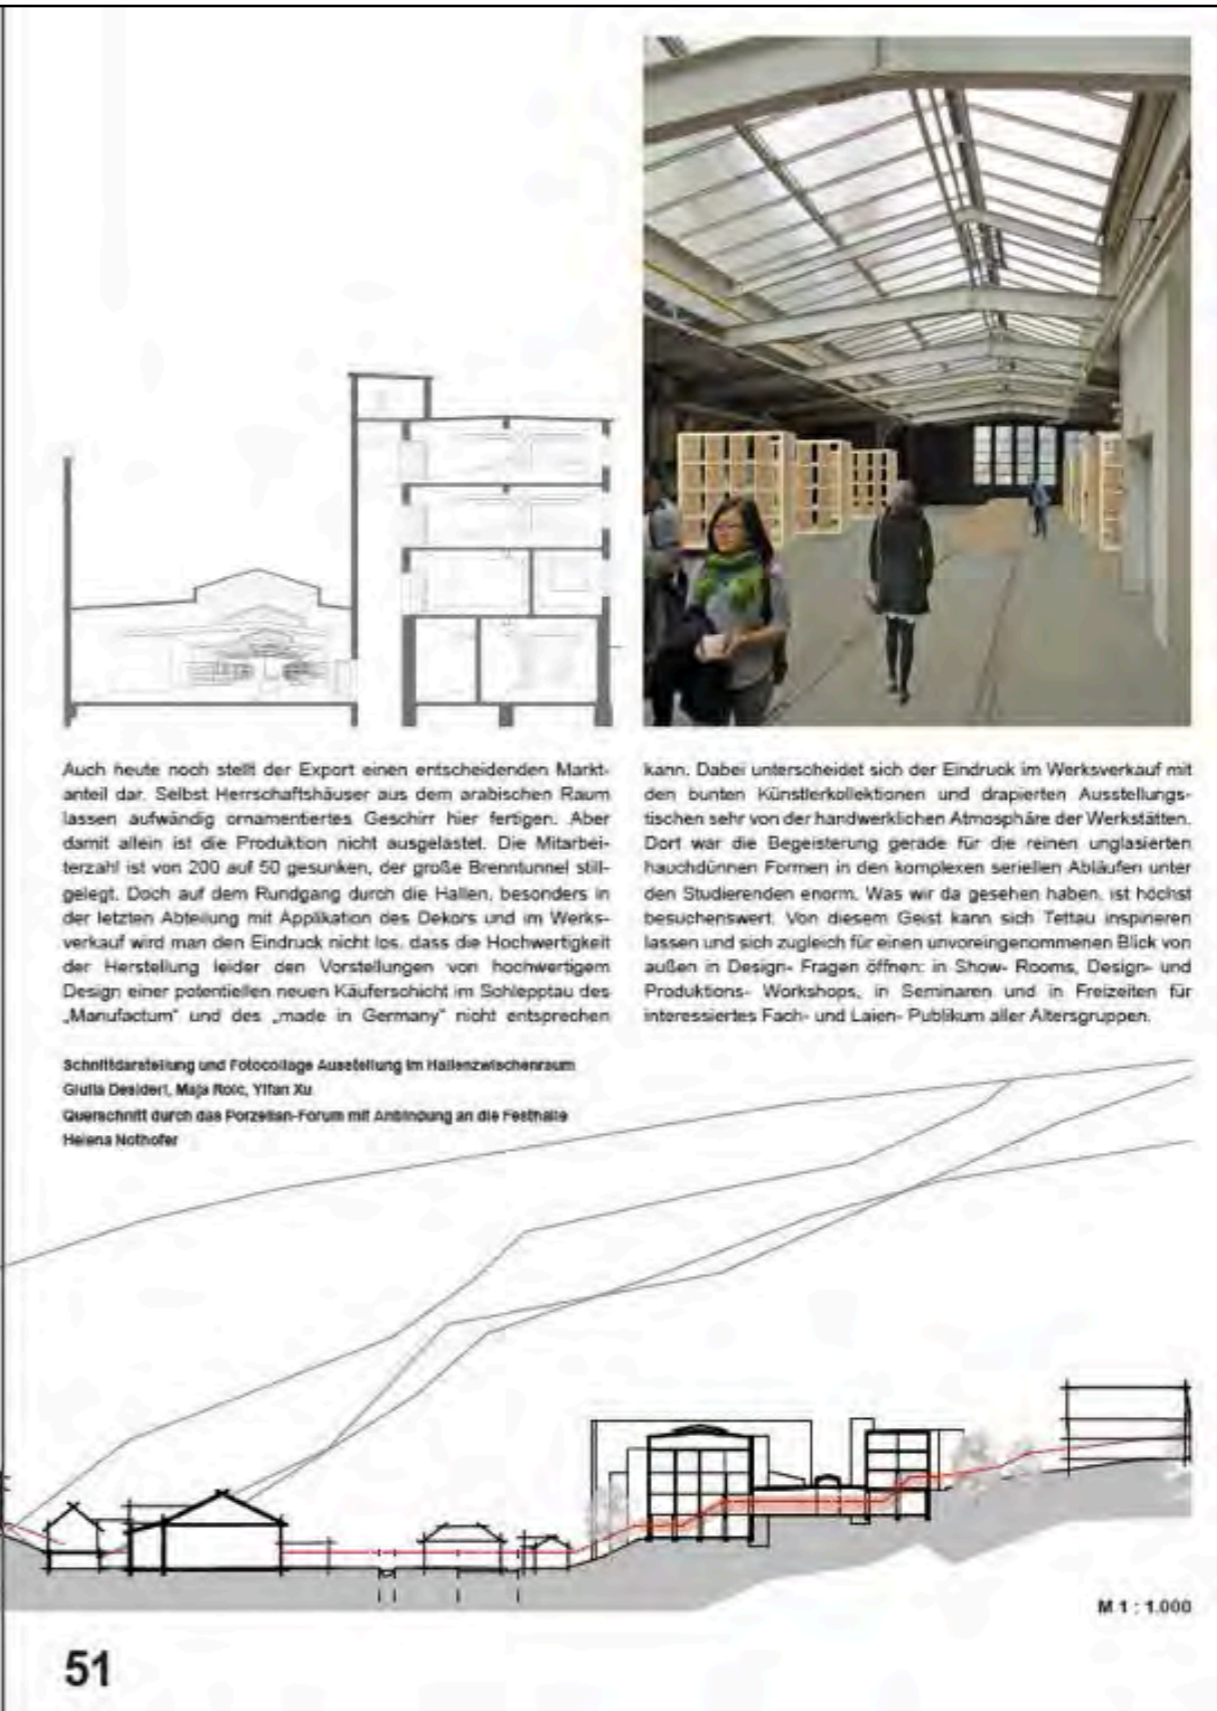 Auch heute noch stellt der Export einen entscheidenden Markt-
anteil dar. Selbst Herrschaftshäuser aus dem arabischen Raum
lassen aufwändig ornamentiertes Geschirr hier fertigen. Aber
damit allein ist die Produktion nicht ausgelastet. Die Mitarbei-
terzahl ist von 200 auf 50 gesunken, der große Brenntunnel still-
gelegt. Doch auf dem Rundgang durch die Hallen, besonders in
der letzten Abteilung mit Applikation des Dekors und im Werks-
verkauf wird man den Eindruck nicht los, dass die Hochwertigkeit
der Herstellung leider den Vorstellungen von hochwertigem
Design einer potentiellen neuen Käuferschicht im Schlepptau des
„Manufactum“ und des „made in Germany“ nicht entsprechen
kann. Dabei unterscheidet sich der Eindruck im Werksverkauf mit
den bunten Künstlerkollektionen und drapierten Ausstellungs-
tischen sehr von der handwerklichen Atmosphäre der Werkstätten.
Dort war die Begeisterung gerade für die reinen unglasierten
hauchdünnen Formen in den komplexen seriellen Abläufen unter
den Studierenden enorm. Was wir da gesehen haben, ist höchst
besuchenswert. Von diesem Geist kann sich Tettau inspirieren
lassen und sich zugleich für einen unvoreingenommenen Blick von
außen in Design- Fragen öffnen: in Show- Rooms, Design- und
Produktions- Workshops, in Seminaren und in Freizeiten für
interessiertes Fach- und Laien- Publikum aller Altersgruppen.
Schnittdarstellung und Fotocollage Ausstellung im Hallenzwischenraum
Giulia Desideri, Maja Roic, Yifan Xu
Querschnitt durch das Porzellan-Forum mit Anbindung an die Festhalle
Helena Nothofer
M 1 : 1.000
51